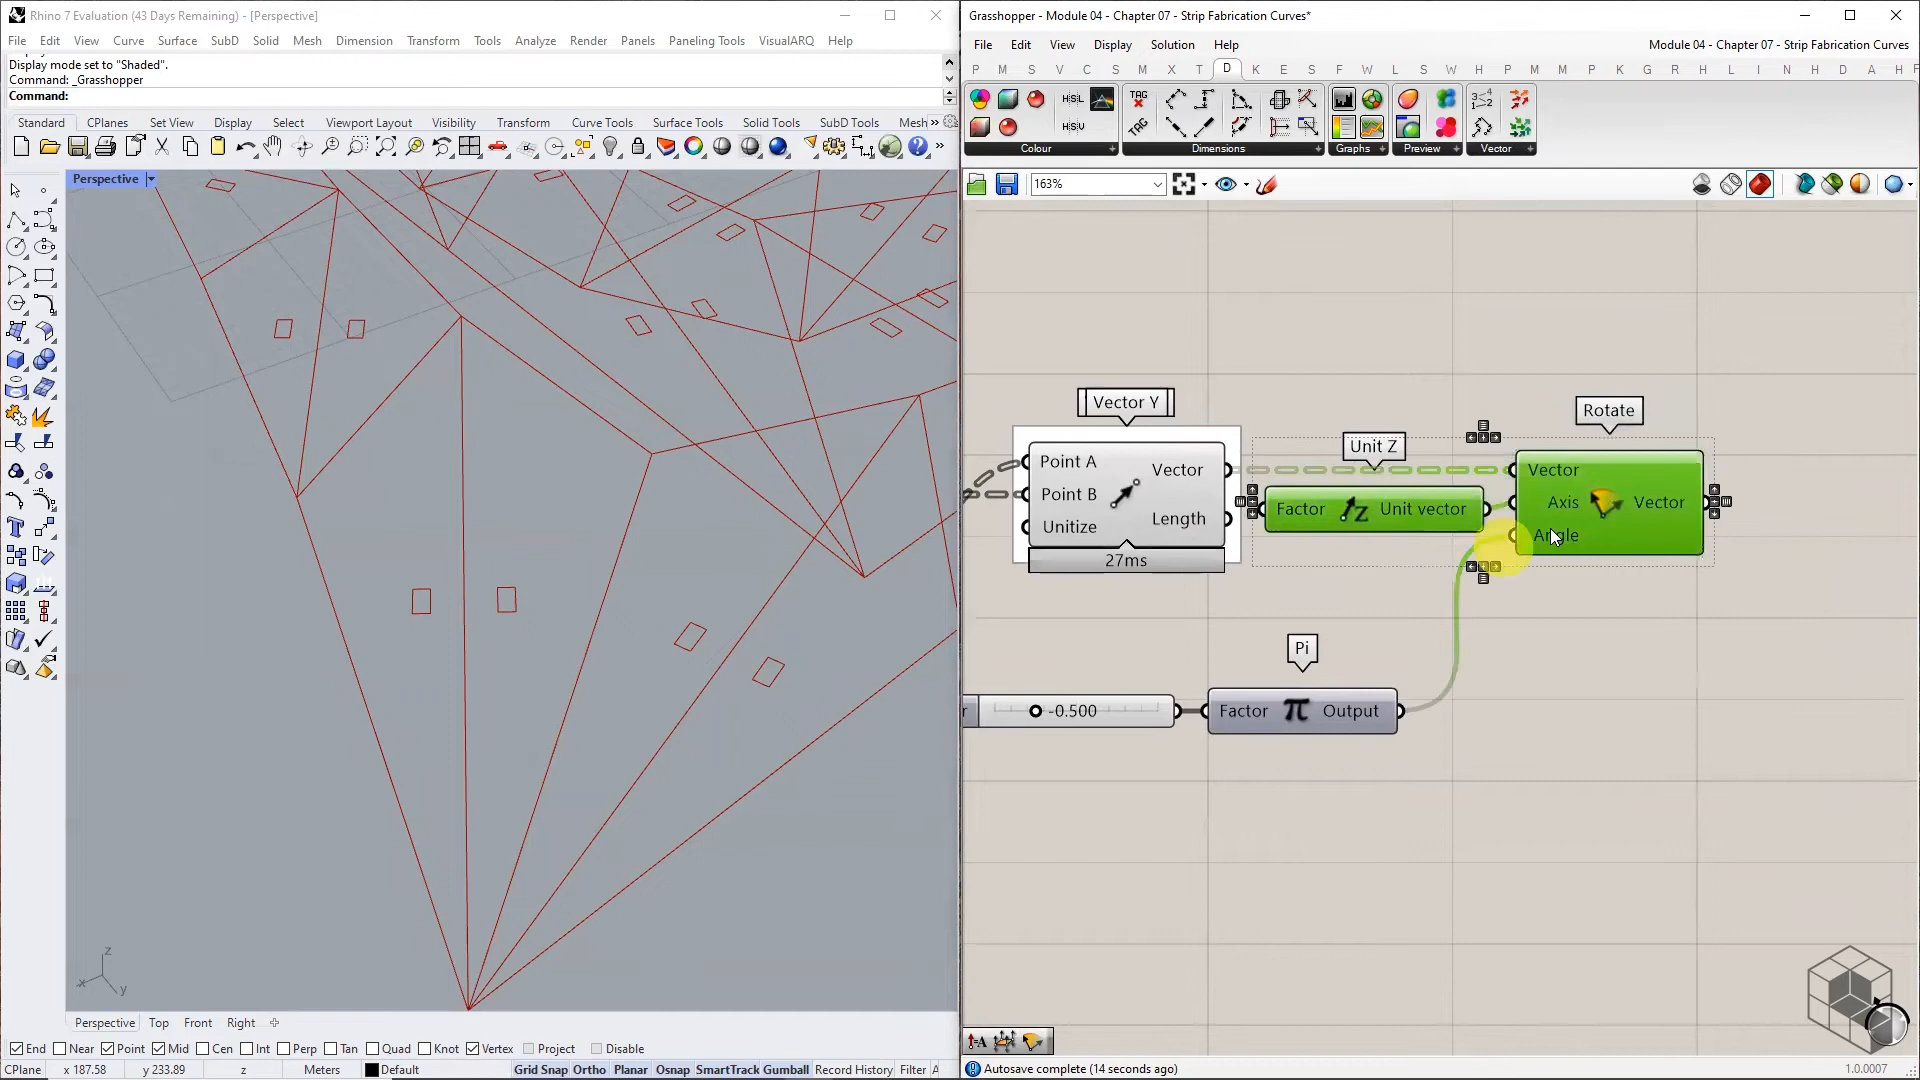 Rhino 7 Evaluation (43 Days Remaining) - [Perspective]
File Edit View Curve Surface SubD Solid Mesh Dimension Transform Tools Analyze Render Panels Paneling Tools VisualARQ Help
Display mode set to "Shaded".
Command: _Grasshopper
Command:
Standard CPlanes Set View Display Select Viewport Layout Visibility Transform Curve Tools Surface Tools Solid Tools SubD Tools Mesh »
Perspective
z
x
y
Perspective Top Front Right
End Near Point Mid Cen Int Perp Tan Quad Knot Vertex Project Disable
CPlane x 187.58 y 233.89 z Meters Default Grid Snap Ortho Planar Osnap SmartTrack Gumball Record History Filter A
Grasshopper - Module 04 - Chapter 07 - Strip Fabrication Curves*
File Edit View Display Solution Help Module 04 - Chapter 07 - Strip Fabrication Curves
P M S V C S M X T D K E S F W L S W H P M M P K G R H L I N H D A H F
HSL
HSV
TAG
TAG
Colour Dimensions Graphs Preview Vector
163%
Vector Y
Point A
Point B
Unitize
Vector
Length
27ms
Unit Z
Factor Unit vector
Rotate
Vector
Axis
Angle
Vector
Pi
r -0.500
Factor π Output
Autosave complete (14 seconds ago)
1.0.0007